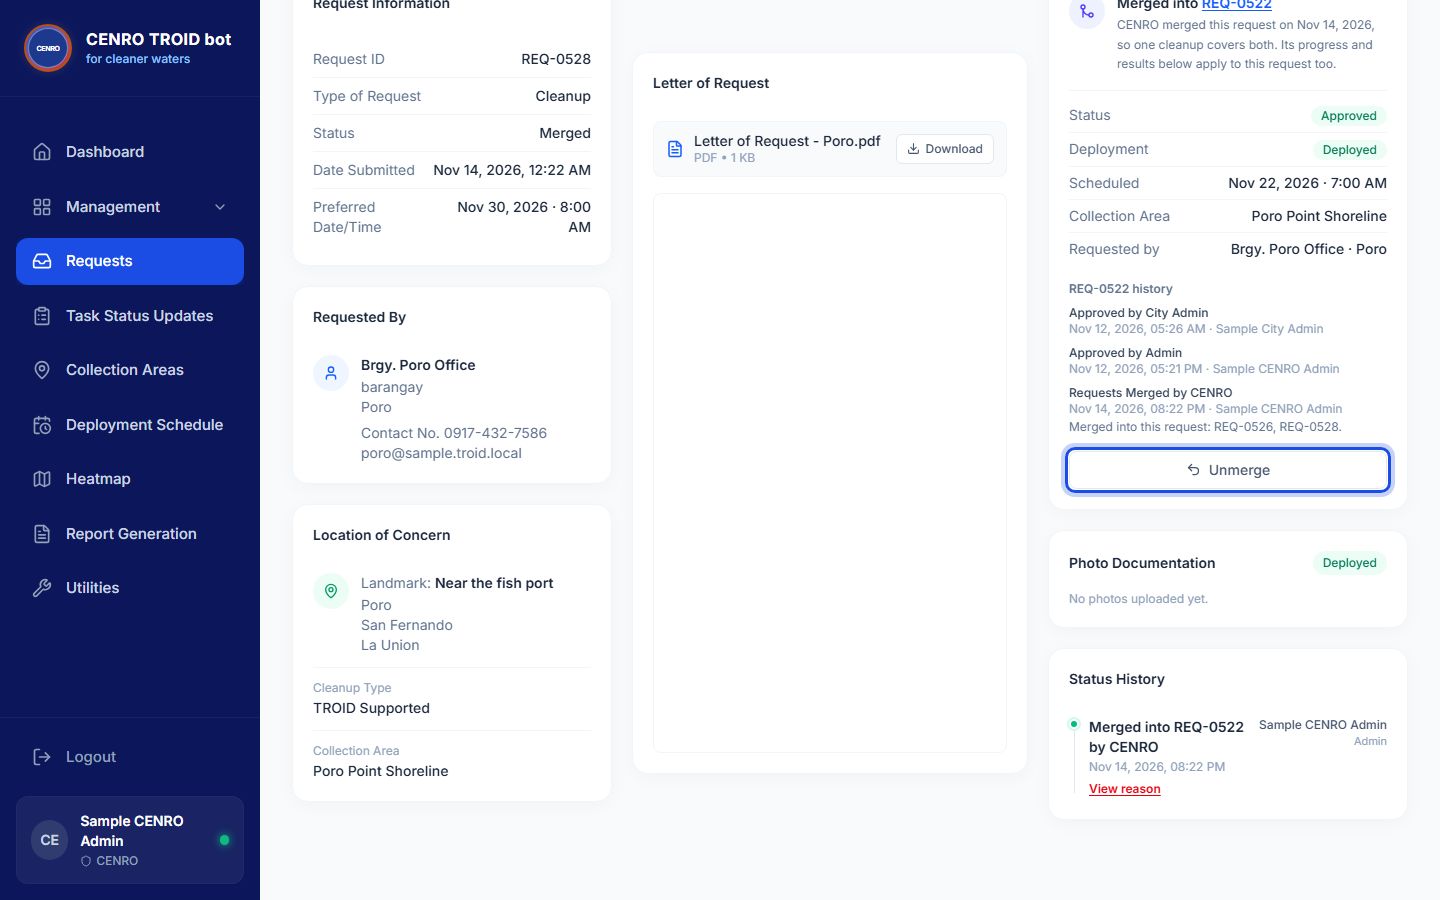 CENRO
CENRO TROID bot
for cleaner waters
Dashboard
Management
Requests
Task Status Updates
Collection Areas
Deployment Schedule
Heatmap
Report Generation
Utilities
Logout
CE
Sample CENRO
Admin
CENRO
Request Information
Request ID REQ-0528
Type of Request Cleanup
Status Merged
Date Submitted Nov 14, 2026, 12:22 AM
Preferred Nov 30, 2026 · 8:00
Date/Time AM
Requested By
Brgy. Poro Office
barangay
Poro
Contact No. 0917-432-7586
poro@sample.troid.local
Location of Concern
Landmark: Near the fish port
Poro
San Fernando
La Union
Cleanup Type
TROID Supported
Collection Area
Poro Point Shoreline
Letter of Request
Letter of Request - Poro.pdf
PDF • 1 KB
Download
Merged into REQ-0522
CENRO merged this request on Nov 14, 2026,
so one cleanup covers both. Its progress and
results below apply to this request too.
Status Approved
Deployment Deployed
Scheduled Nov 22, 2026 · 7:00 AM
Collection Area Poro Point Shoreline
Requested by Brgy. Poro Office · Poro
REQ-0522 history
Approved by City Admin
Nov 12, 2026, 05:26 AM · Sample City Admin
Approved by Admin
Nov 12, 2026, 05:21 PM · Sample CENRO Admin
Requests Merged by CENRO
Nov 14, 2026, 08:22 PM · Sample CENRO Admin
Merged into this request: REQ-0526, REQ-0528.
Unmerge
Photo Documentation Deployed
No photos uploaded yet.
Status History
Merged into REQ-0522 Sample CENRO Admin
by CENRO Admin
Nov 14, 2026, 08:22 PM
View reason